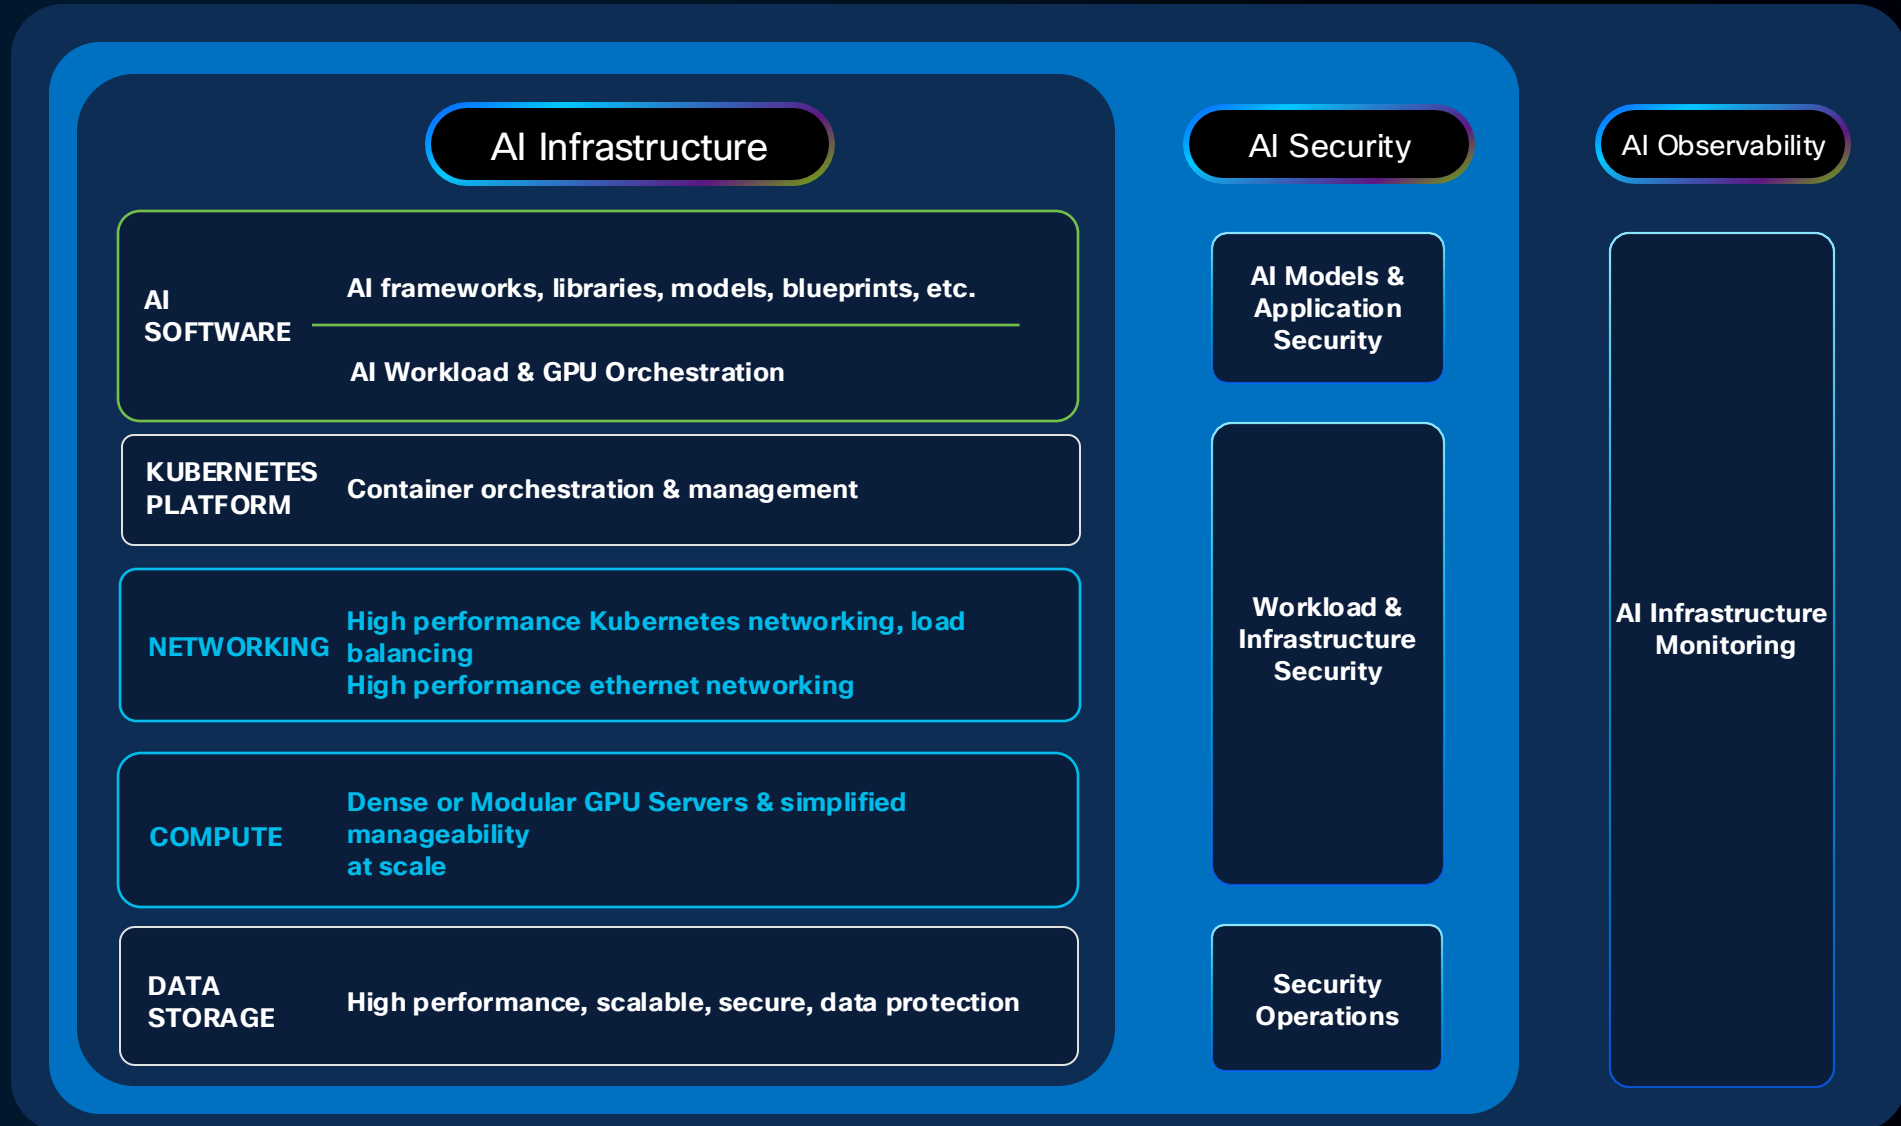 AI Infrastructure
AI
SOFTWARE
AI frameworks, libraries, models, blueprints, etc.
AI Workload & GPU Orchestration
KUBERNETES
PLATFORM
Container orchestration & management
NETWORKING
High performance Kubernetes networking, load
balancing
High performance ethernet networking
COMPUTE
Dense or Modular GPU Servers & simplified
manageability
at scale
DATA
STORAGE
High performance, scalable, secure, data protection
AI Security
AI Models &
Application
Security
Workload &
Infrastructure
Security
Security
Operations
AI Observability
AI Infrastructure
Monitoring